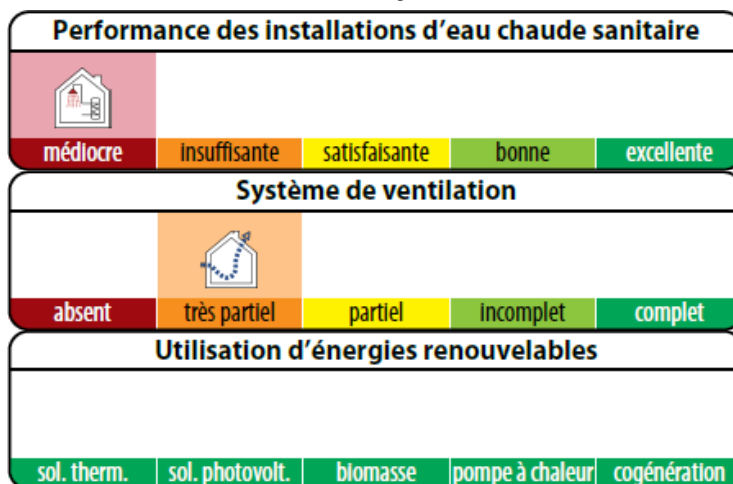 Performance des installations d'eau chaude sanitaire
médiocre insuffisante satisfaisante bonne excellente
Système de ventilation
absent très partiel partiel incomplet complet
Utilisation d'énergies renouvelables
sol. therm. sol. photovolt. biomasse pompe à chaleur cogénération